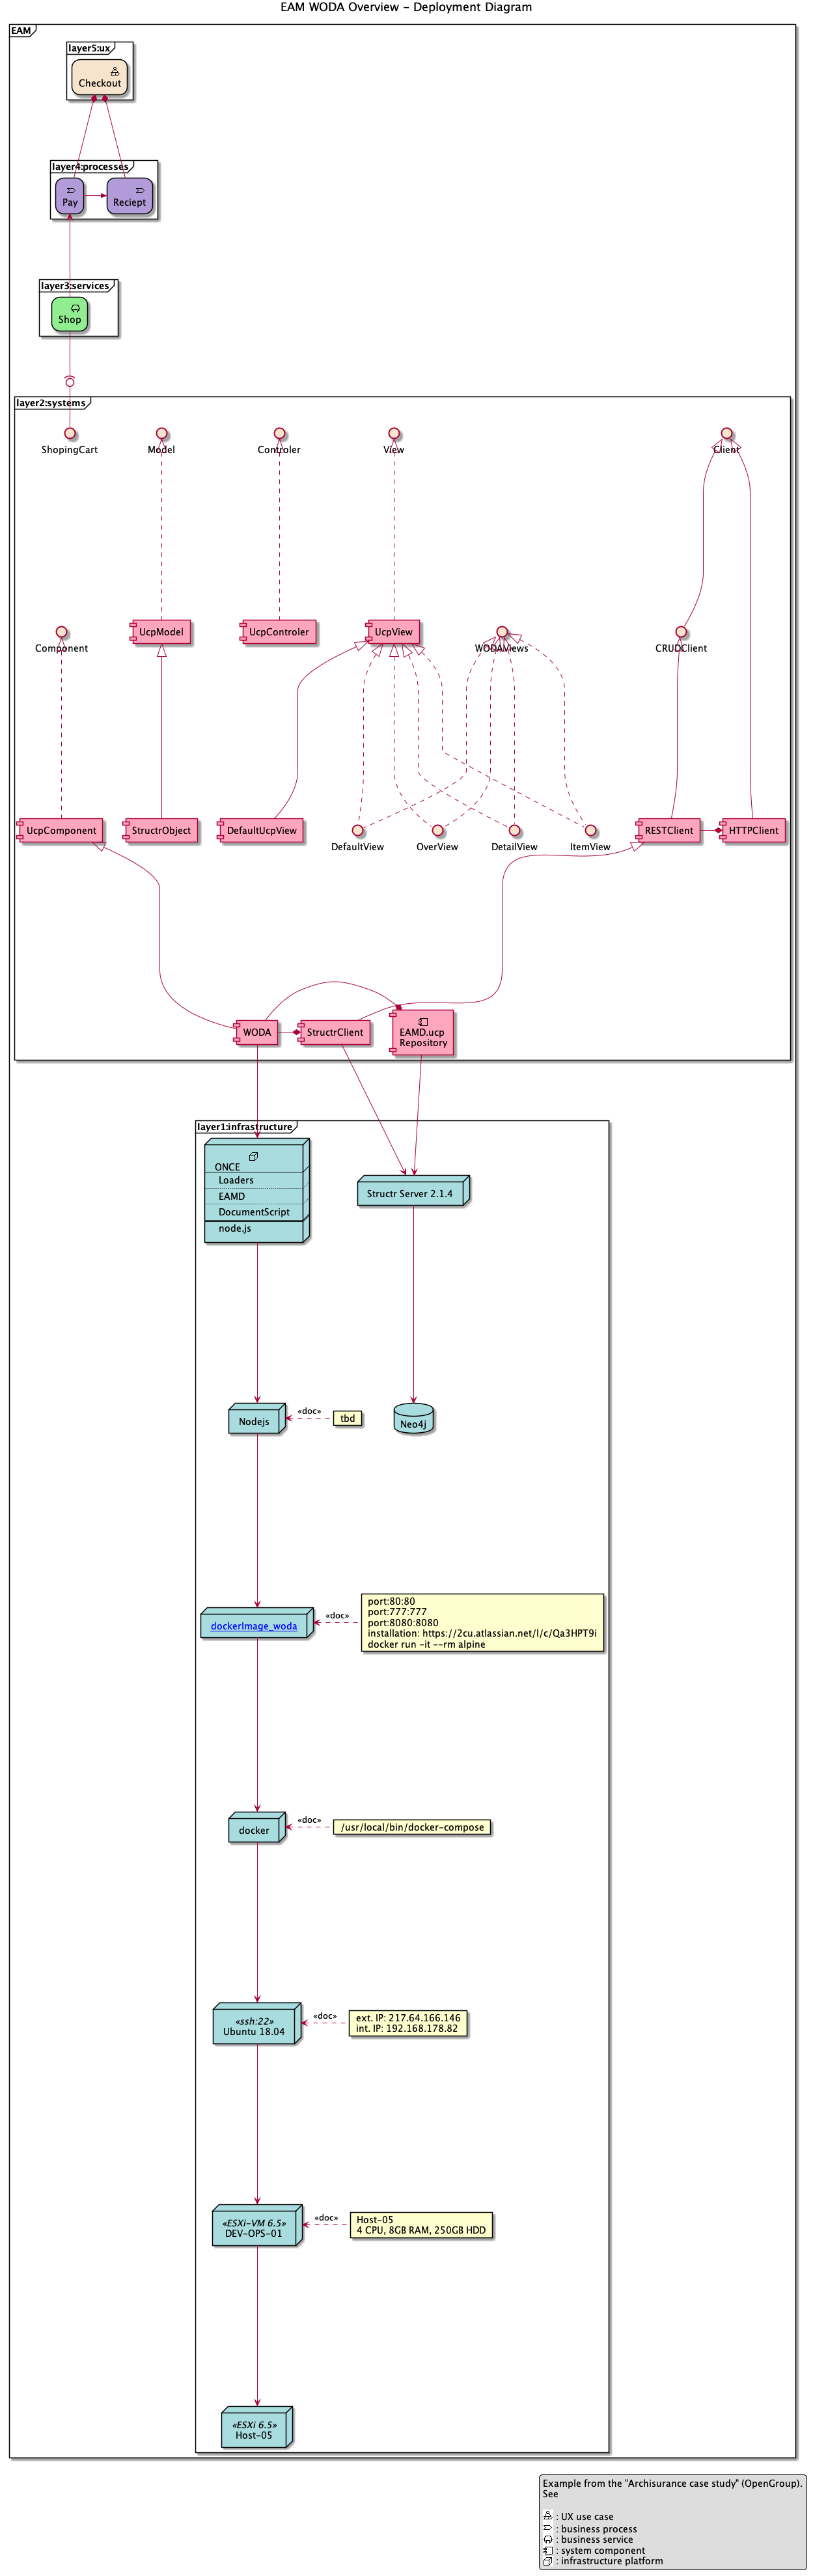 EAM WODA Overview - Deployment Diagram
EAM
layer5:ux
Checkout
layer4:processes
Pay
Reciept
layer3:services
Shop
layer2:systems
ShopingCart
Model
Controler
View
Client
Component
UcpModel
UcpControler
UcpView
WODAViews
CRUDClient
UcpComponent
StructrObject
DefaultUcpView
DefaultView
OverView
DetailView
ItemView
RESTClient
HTTPClient
WODA
StructrClient
EAMD.ucp
Repository
layer1:infrastructure
ONCE
Loaders
EAMD
DocumentScript
node.js
Structr Server 2.1.4
Nodejs
«doc»
tbd
Neo4j
dockerImage_woda
«doc»
port:80:80
port:777:777
port:8080:8080
installation: https://2cu.atlassian.net/l/c/Qa3HPT9i
docker run -it --rm alpine
docker
«doc»
/usr/local/bin/docker-compose
«ssh:22»
Ubuntu 18.04
«doc»
ext. IP: 217.64.166.146
int. IP: 192.168.178.82
«ESXi-VM 6.5»
DEV-OPS-01
«doc»
Host-05
4 CPU, 8GB RAM, 250GB HDD
«ESXi 6.5»
Host-05
Example from the "Archisurance case study" (OpenGroup).
See
: UX use case
: business process
: business service
: system component
: infrastructure platform